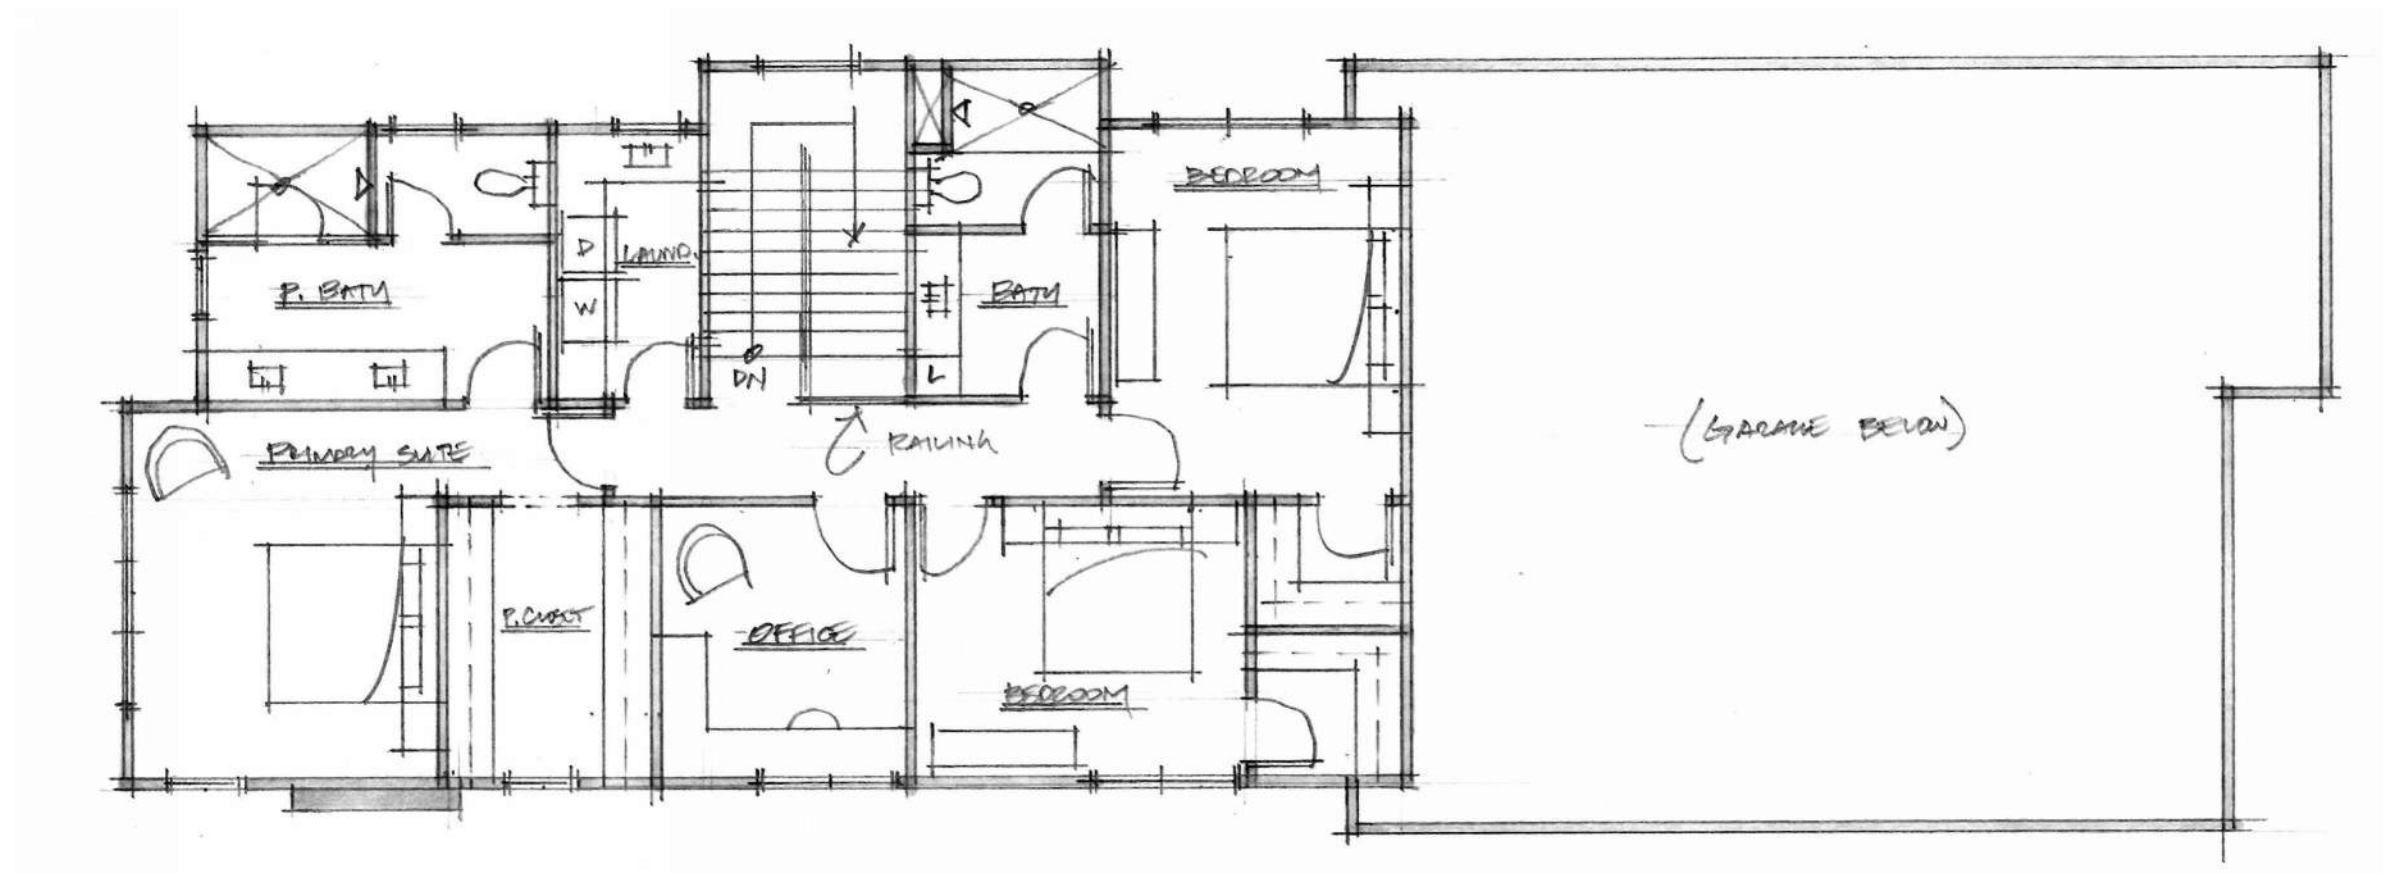 BEDROOM
D
LAUND.
W
P. BATH
BATH
DN
L
PRIMARY SUITE
RAILING
(GARAGE BELOW)
P. CLOSET
OFFICE
BEDROOM